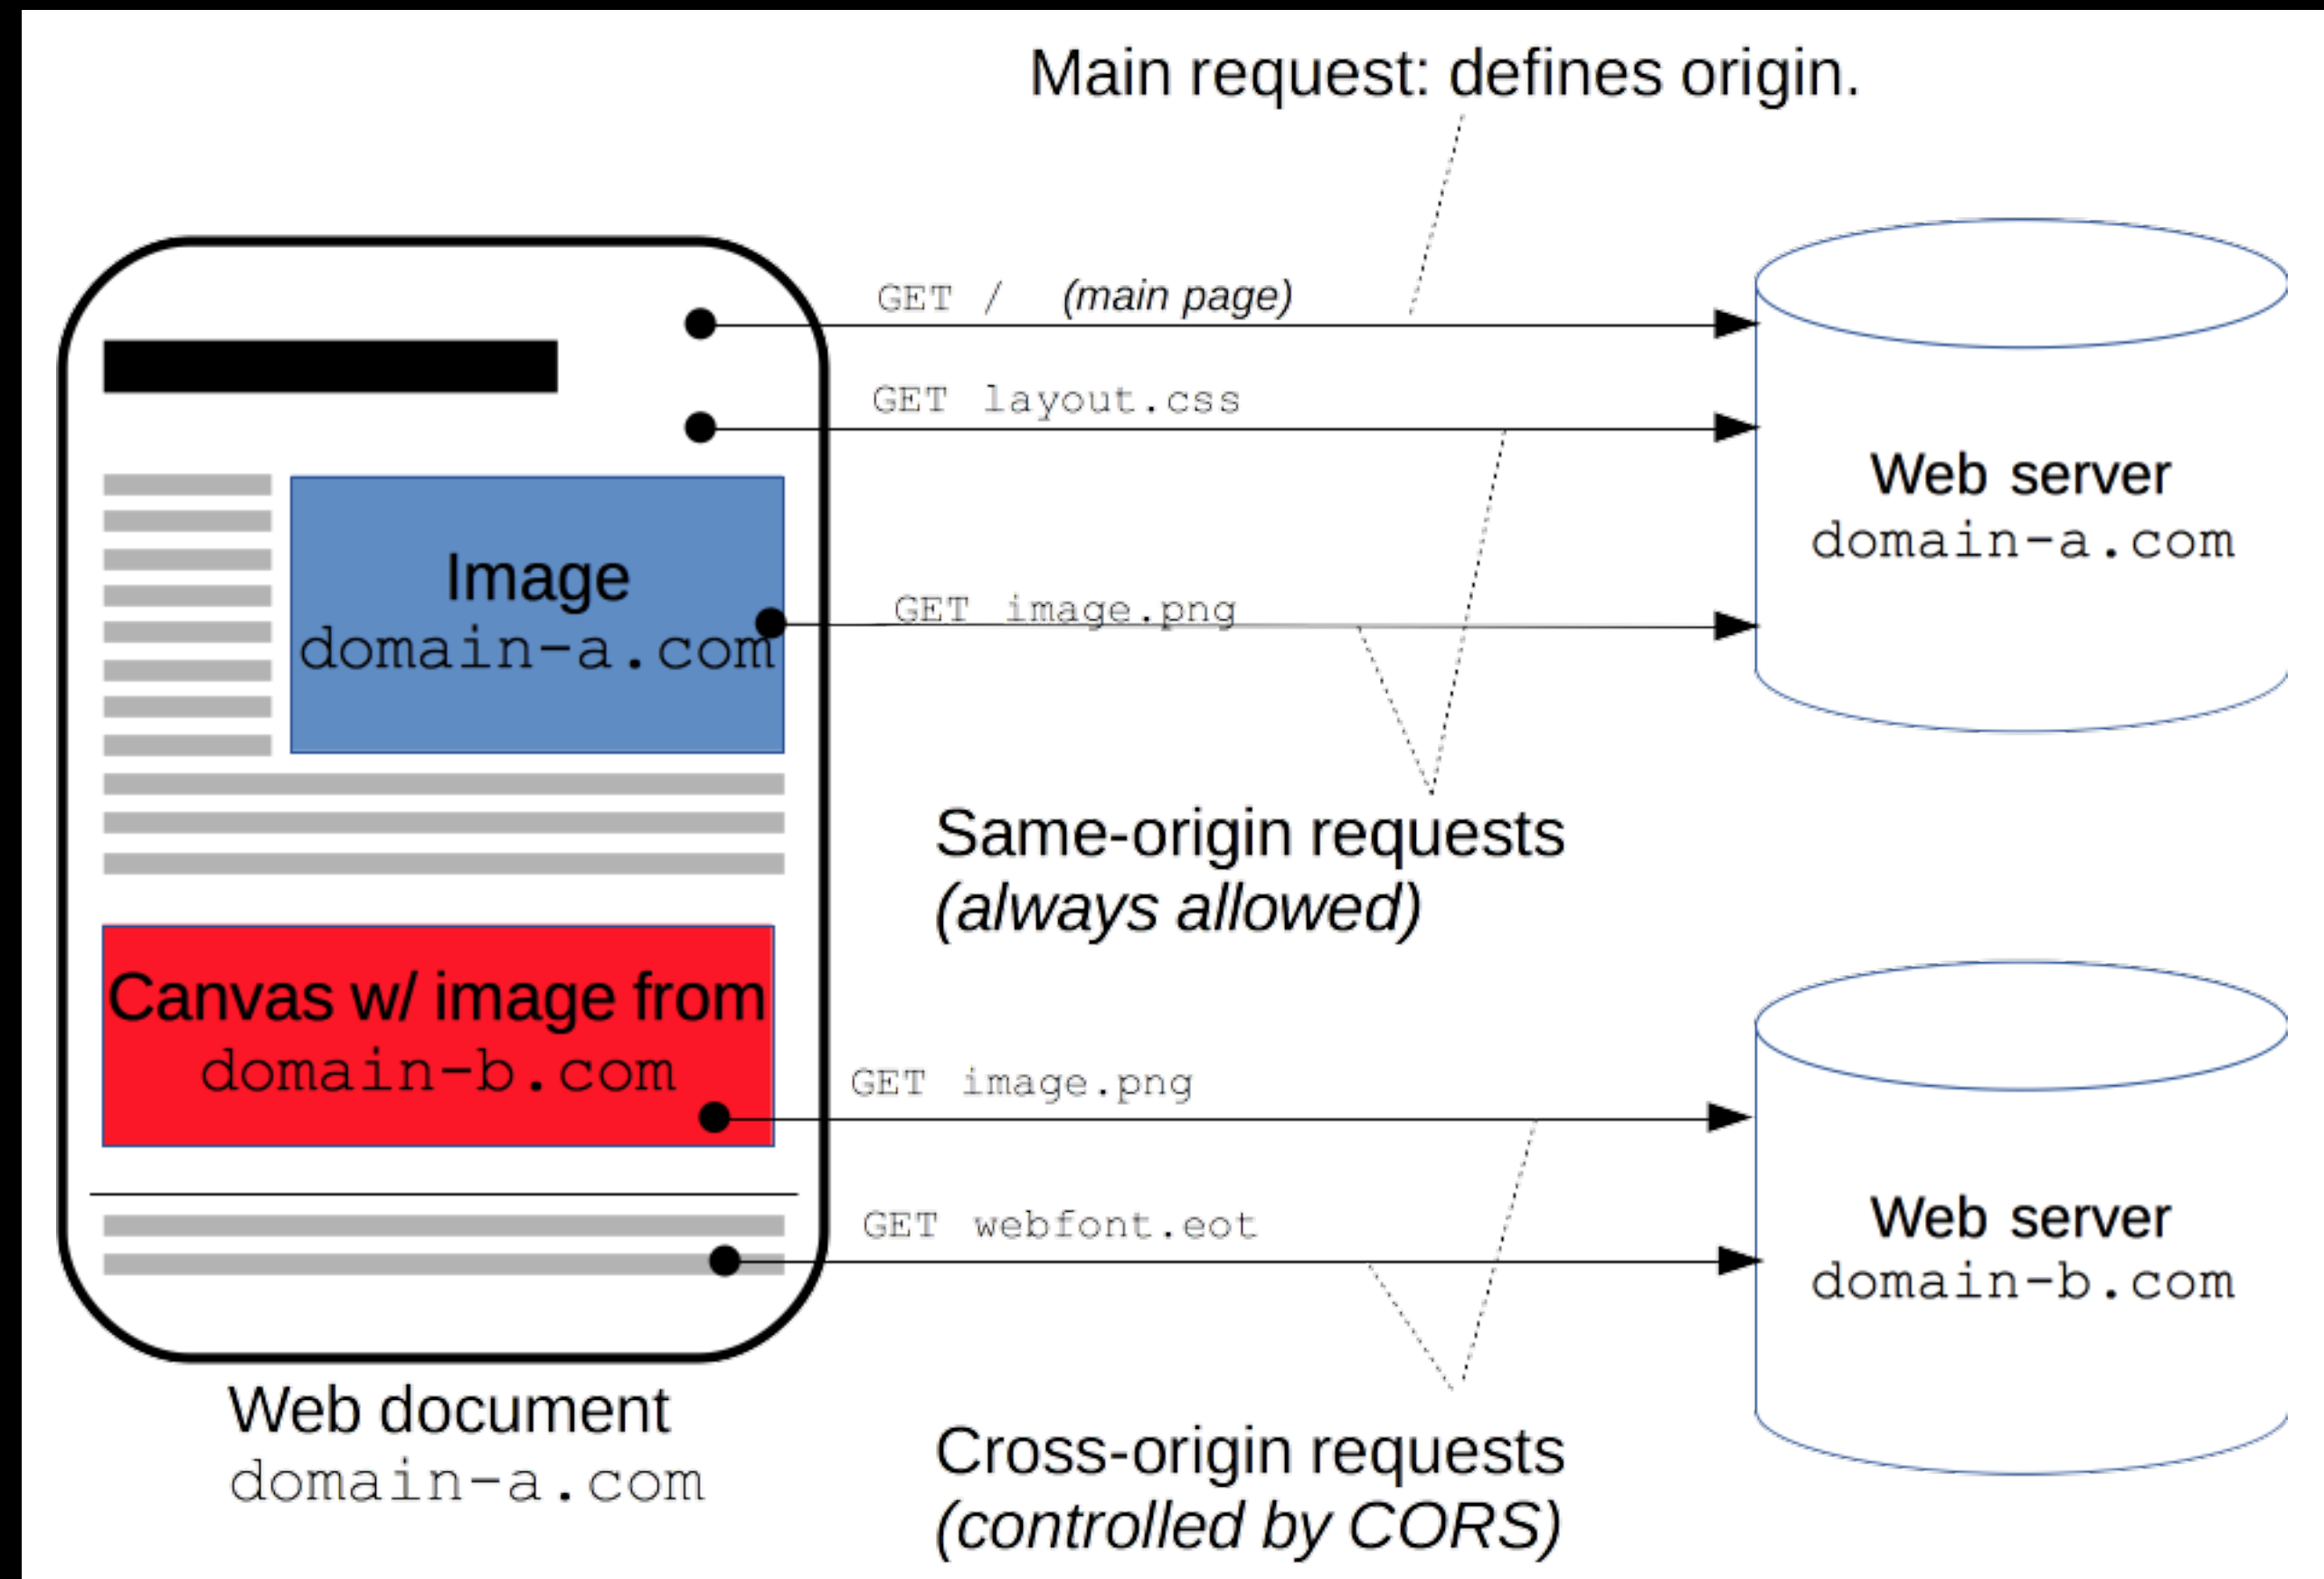 Main request: defines origin.
GET / (main page)
GET layout.css
Web server
domain-a.com
Image
domain-a.com
GET image.png
Same-origin requests
(always allowed)
Canvas w/ image from
domain-b.com
GET image.png
GET webfont.eot
Web server
domain-b.com
Web document
domain-a.com
Cross-origin requests
(controlled by CORS)